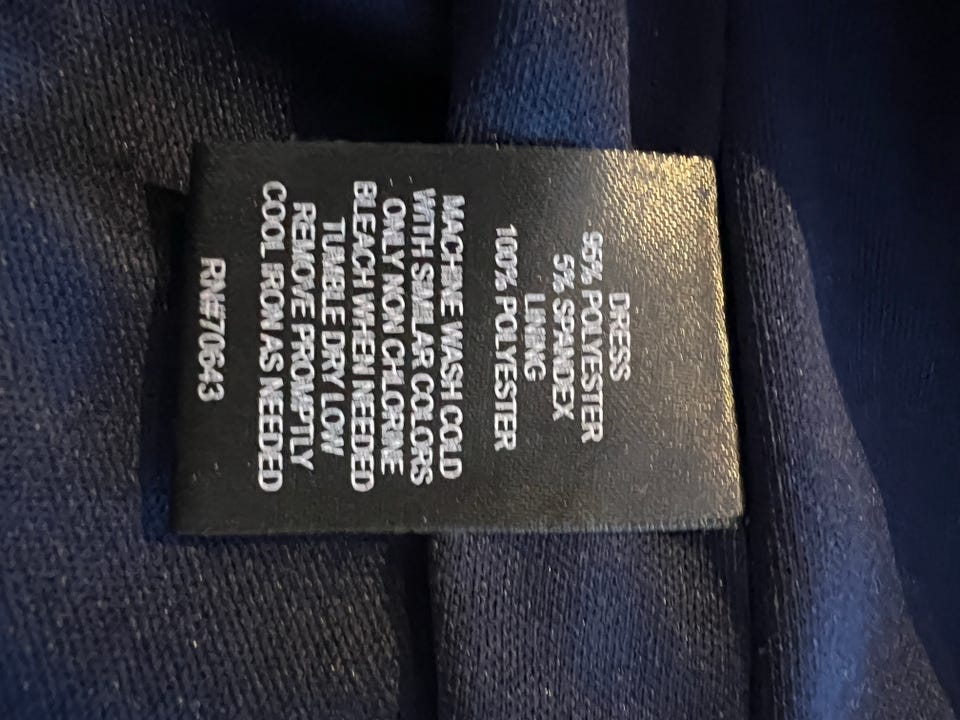 DRESS
95% POLYESTER
5% SPANDEX
LINING
100% POLYESTER
MACHINE WASH COLD
WITH SIMILAR COLORS
ONLY NON CHLORINE
BLEACH WHEN NEEDED
TUMBLE DRY LOW
REMOVE PROMPTLY
COOL IRON AS NEEDED
RN#70643